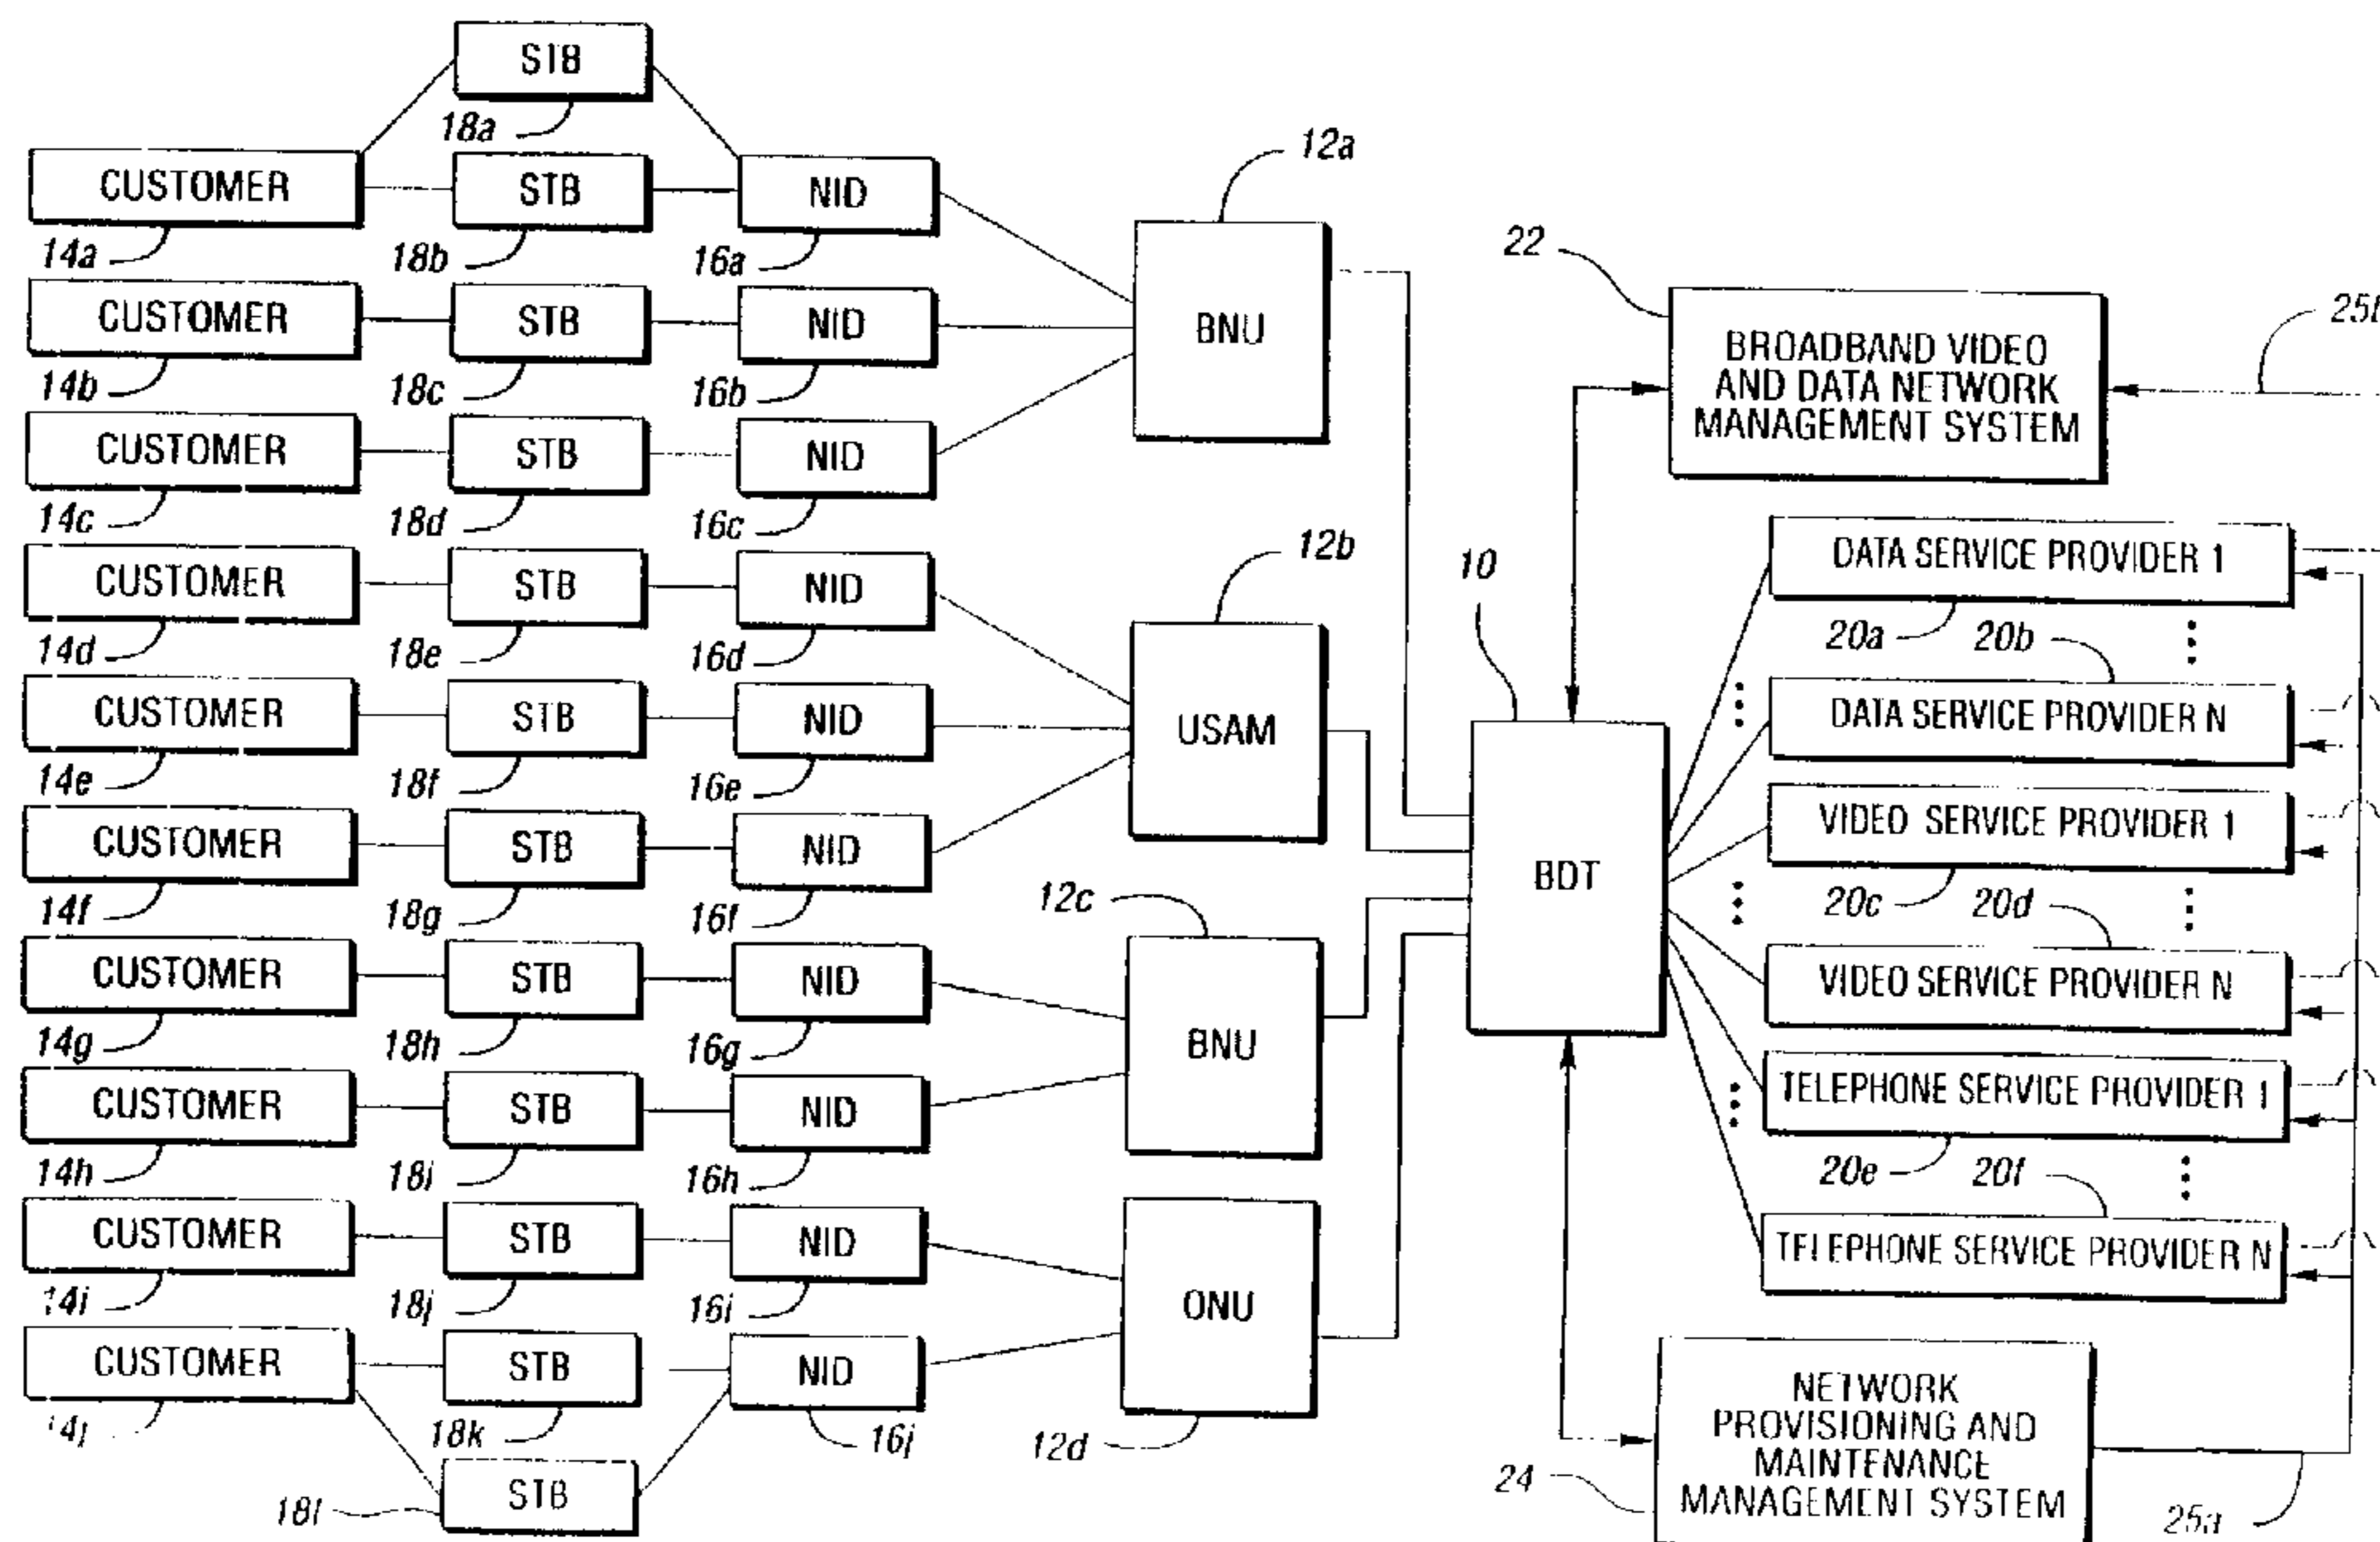 STB
18a
12a
CUSTOMER
STB
NID
14a
18b
16a
22
BNU
CUSTOMER
STB
NID
14b
18c
16b
BROADBAND VIDEO
AND DATA NETWORK
MANAGEMENT SYSTEM
CUSTOMER
STB
NID
14c
18d
16c
12b
10
DATA SERVICE PROVIDER 1
CUSTOMER
STB
NID
14d
18e
16d
20a
20b
USAM
CUSTOMER
STB
NID
DATA SERVICE PROVIDER N
14e
18f
16e
VIDEO SERVICE PROVIDER 1
CUSTOMER
STB
NID
BDT
14f
18g
16f
12c
20c
20d
CUSTOMER
STB
NID
VIDEO SERVICE PROVIDER N
14g
18h
16g
BNU
TELEPHONE SERVICE PROVIDER 1
CUSTOMER
STB
NID
14h
18i
16h
20e
20f
CUSTOMER
STB
NID
TELEPHONE SERVICE PROVIDER N
14i
18j
16i
ONU
CUSTOMER
STB
NID
14j
18k
16j
12d
NETWORK
PROVISIONING AND
MAINTENANCE
MANAGEMENT SYSTEM
STB
18l
24
25a